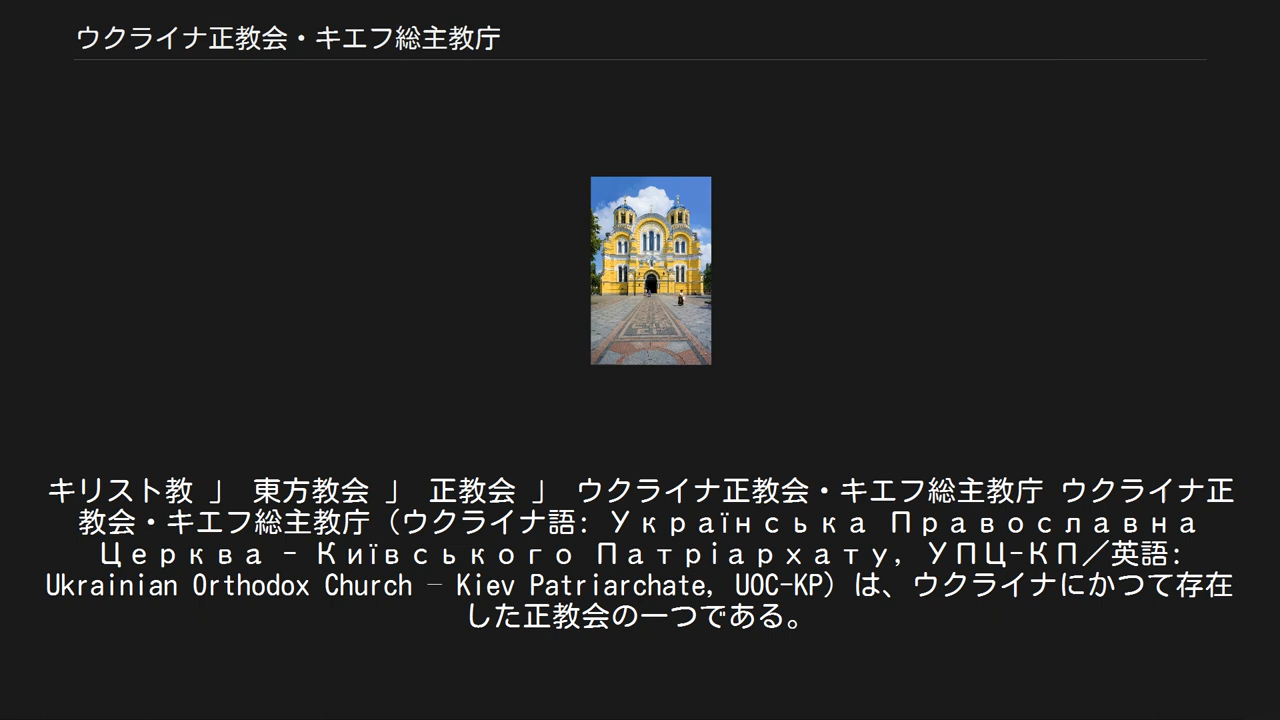 ウクライナ正教会・キエフ総主教庁
キリスト教 」 東方教会 」 正教会 」 ウクライナ正教会・キエフ総主教庁 ウクライナ正
教会・キエフ総主教庁（ウクライナ語: Українська Православна
Церква - Київського Патріархату, УПЦ-КП／英語:
Ukrainian Orthodox Church – Kiev Patriarchate, UOC-KP）は、ウクライナにかつて存在
した正教会の一つである。